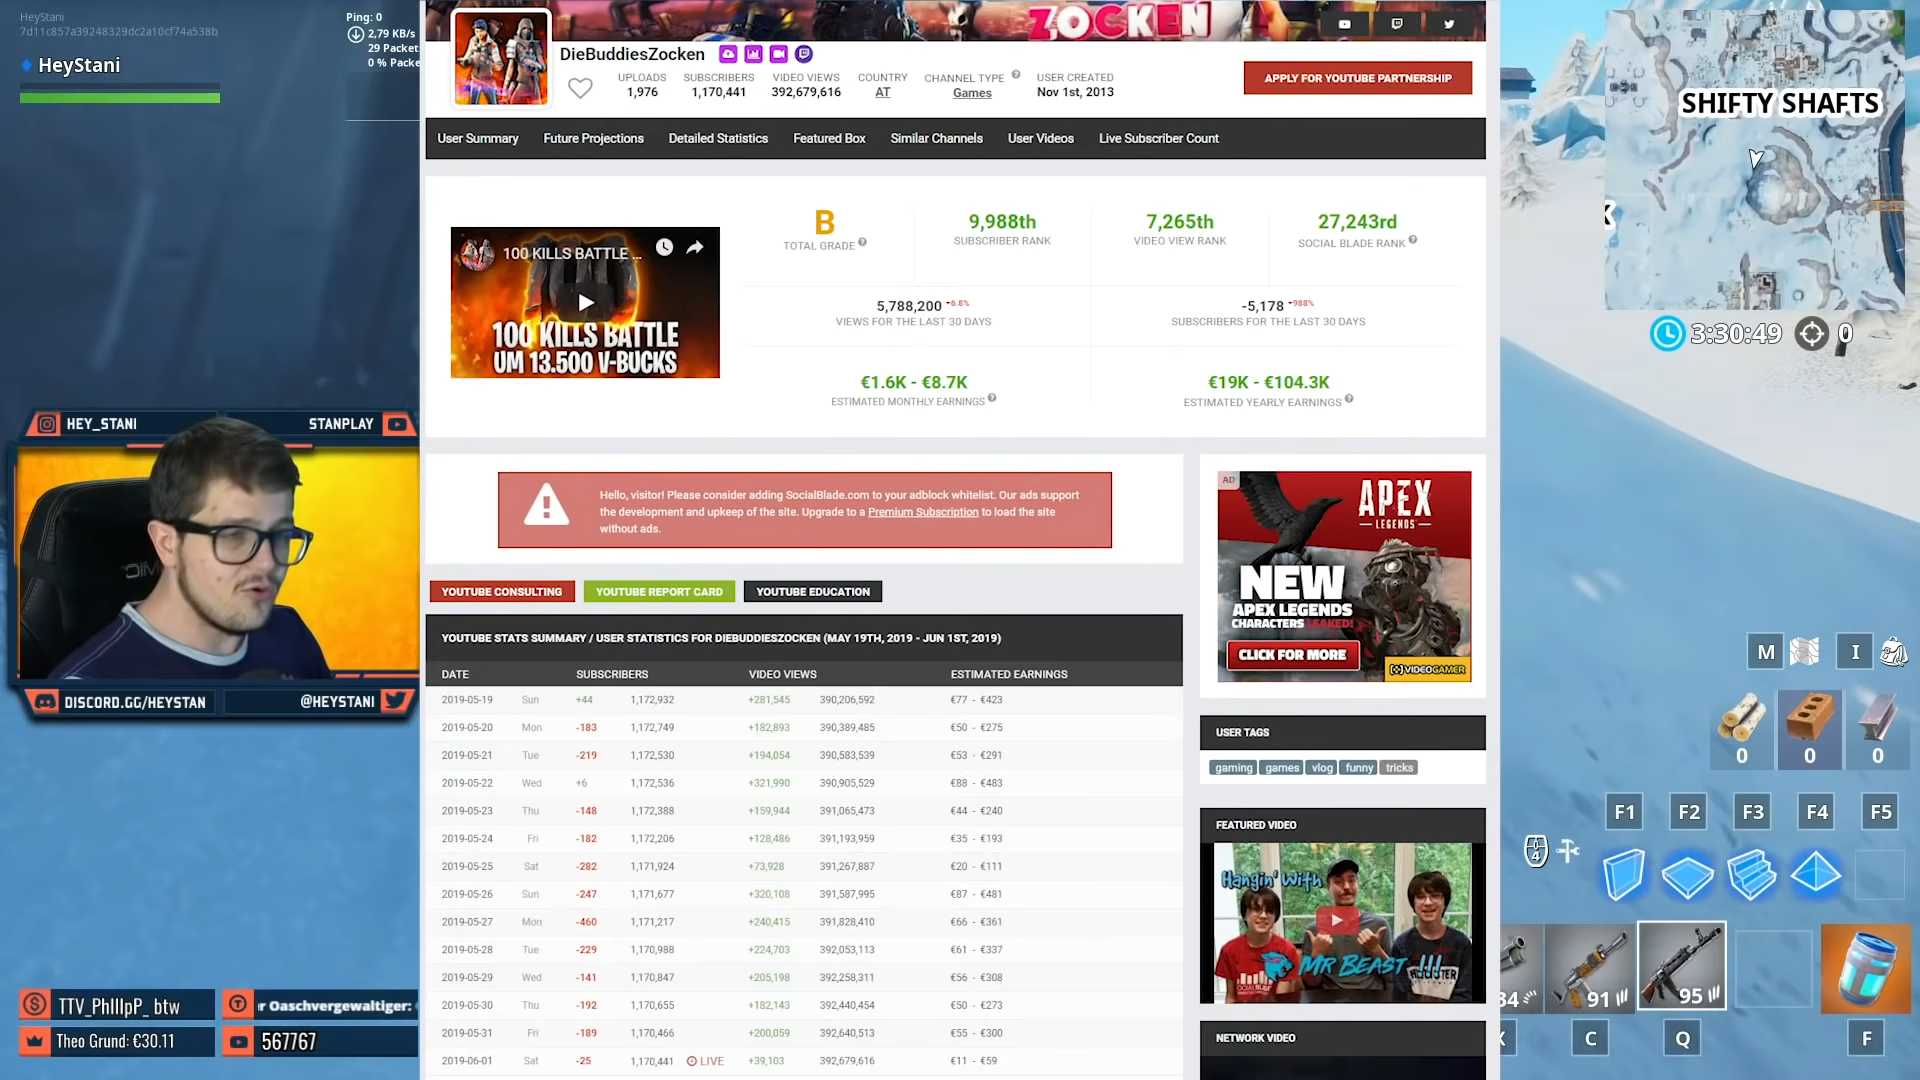 HeyStani
7d11c857a39248329dc2a10cf74a538b
HeyStani
Ping: 0
2,79 KB/s
29 Packet
0 % Packe
ZOCKEN
DieBuddiesZocken
UPLOADS
1,976
SUBSCRIBERS
1,170,441
VIDEO VIEWS
392,679,616
COUNTRY
AT
CHANNEL TYPE
Games
USER CREATED
Nov 1st, 2013
APPLY FOR YOUTUBE PARTNERSHIP
User Summary
Future Projections
Detailed Statistics
Featured Box
Similar Channels
User Videos
Live Subscriber Count
100 KILLS BATTLE ...
100 KILLS BATTLE
UM 13.500 V-BUCKS
B
TOTAL GRADE
9,988th
SUBSCRIBER RANK
7,265th
VIDEO VIEW RANK
27,243rd
SOCIAL BLADE RANK
5,788,200 -6.8%
VIEWS FOR THE LAST 30 DAYS
-5,178 -988%
SUBSCRIBERS FOR THE LAST 30 DAYS
€1.6K - €8.7K
ESTIMATED MONTHLY EARNINGS
€19K - €104.3K
ESTIMATED YEARLY EARNINGS
Hello, visitor! Please consider adding SocialBlade.com to your adblock whitelist. Our ads support
the development and upkeep of the site. Upgrade to a Premium Subscription to load the site
without ads.
YOUTUBE CONSULTING
YOUTUBE REPORT CARD
YOUTUBE EDUCATION
YOUTUBE STATS SUMMARY / USER STATISTICS FOR DIEBUDDIESZOCKEN (MAY 19TH, 2019 - JUN 1ST, 2019)
DATE SUBSCRIBERS VIDEO VIEWS ESTIMATED EARNINGS
2019-05-19 Sun +44 1,172,932 +281,545 390,206,592 €77 - €423
2019-05-20 Mon -183 1,172,749 +182,893 390,389,485 €50 - €275
2019-05-21 Tue -219 1,172,530 +194,054 390,583,539 €53 - €291
2019-05-22 Wed +6 1,172,536 +321,990 390,905,529 €88 - €483
2019-05-23 Thu -148 1,172,388 +159,944 391,065,473 €44 - €240
2019-05-24 Fri -182 1,172,206 +128,486 391,193,959 €35 - €193
2019-05-25 Sat -282 1,171,924 +73,928 391,267,887 €20 - €111
2019-05-26 Sun -247 1,171,677 +320,108 391,587,995 €87 - €481
2019-05-27 Mon -460 1,171,217 +240,415 391,828,410 €66 - €361
2019-05-28 Tue -229 1,170,988 +224,703 392,053,113 €61 - €337
2019-05-29 Wed -141 1,170,847 +205,198 392,258,311 €56 - €308
2019-05-30 Thu -192 1,170,655 +182,143 392,440,454 €50 - €273
2019-05-31 Fri -189 1,170,466 +200,059 392,640,513 €55 - €300
2019-06-01 Sat -25 1,170,441 LIVE +39,103 392,679,616 €11 - €59
AD
APEX
LEGENDS
NEW
APEX LEGENDS
CHARACTERS LEAKED!
CLICK FOR MORE
VIDEOGAMER
USER TAGS
gaming games vlog funny tricks
FEATURED VIDEO
Hangin' With
MR BEAST !!!
NETWORK VIDEO
HEY_STANI
STANPLAY
DISCORD.GG/HEYSTAN
@HEYSTANI
TTV_PhIlIpP_ btw
r Oaschvergewaltiger:
Theo Grund: €30.11
567767
SHIFTY SHAFTS
3:30:49
0
M
I
0
0
0
F1
F2
F3
F4
F5
4
34
91
95
X
C
Q
F